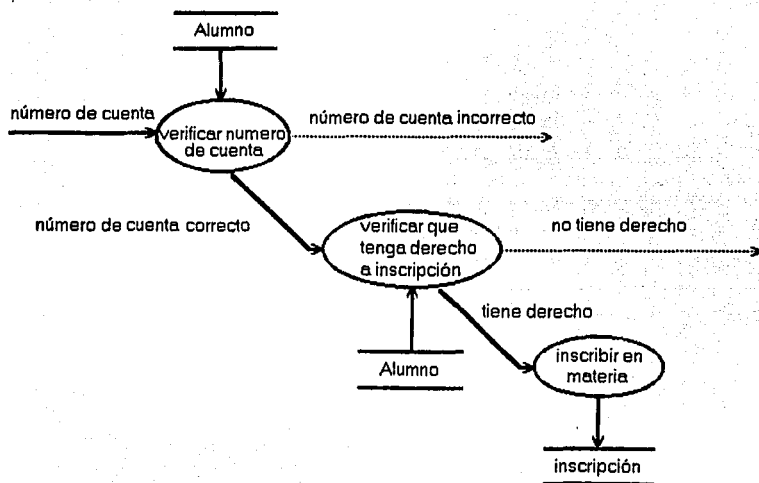 Alumno
número de cuenta
verificar numero
de cuenta
número de cuenta incorrecto
número de cuenta correcto
verificar que
tenga derecho
a inscripción
no tiene derecho
tiene derecho
Alumno
inscribir en
materia
inscripción